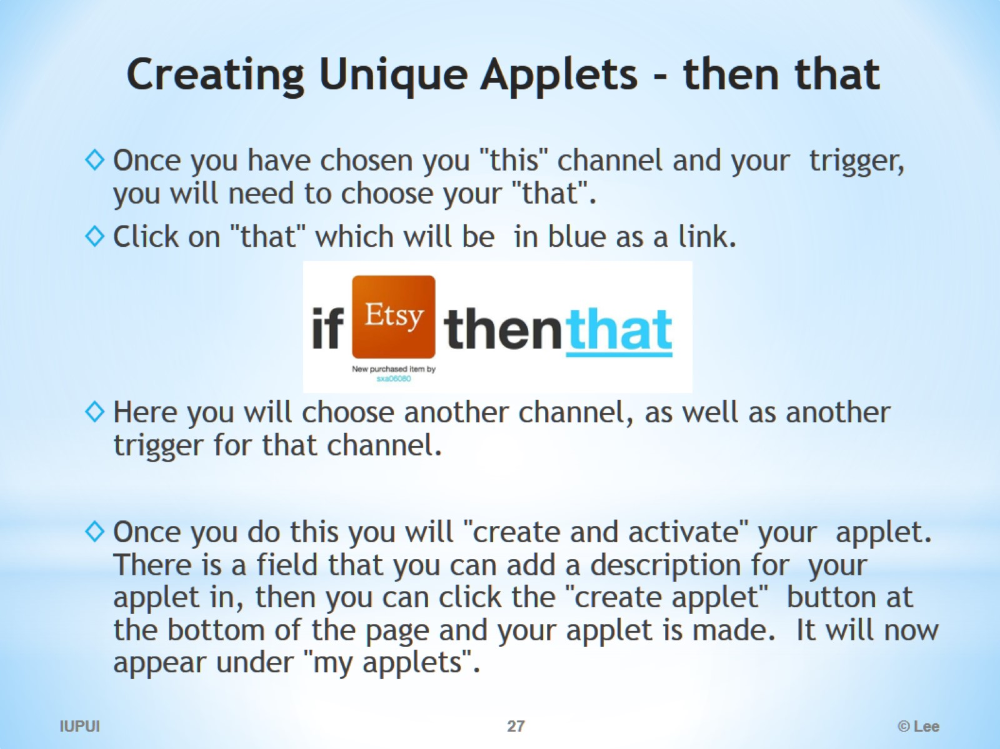 Creating Unique Applets - then that
Once you have chosen you "this" channel and your  trigger,
you will need to choose your "that".
Click on "that" which will be  in blue as a link.
if Etsy thenthat
New purchased item by
sxa06080
Here you will choose another channel, as well as another
trigger for that channel.
Once you do this you will "create and activate" your  applet.
There is a field that you can add a description for  your
applet in, then you can click the "create applet"  button at
the bottom of the page and your applet is made.  It will now
appear under "my applets".
IUPUI 27 © Lee